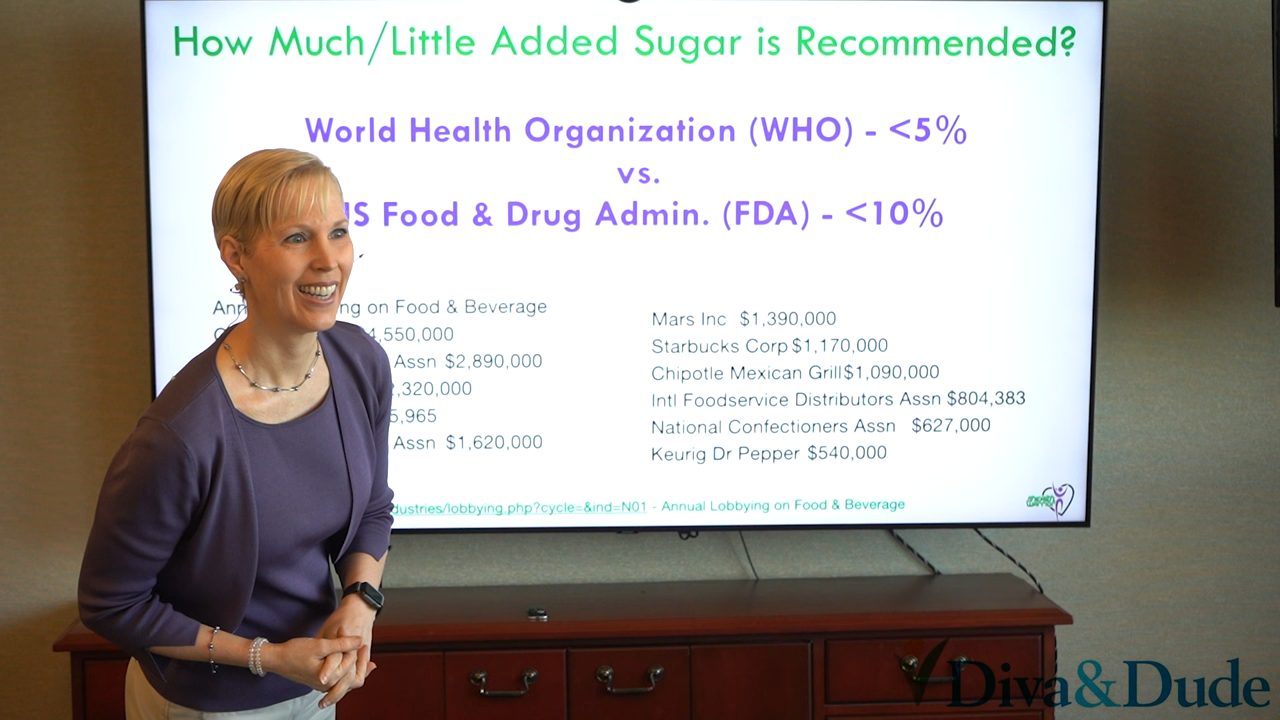 How Much/Little Added Sugar is Recommended?
World Health Organization (WHO) - <5%
vs.
US Food & Drug Admin. (FDA) - <10%
ng on Food & Beverage
4,550,000
Assn $2,890,000
2,320,000
5,965
Assn $1,620,000
Mars Inc $1,390,000
Starbucks Corp $1,170,000
Chipotle Mexican Grill $1,090,000
Intl Foodservice Distributors Assn $804,383
National Confectioners Assn $627,000
Keurig Dr Pepper $540,000
dustries/lobbying.php?cycle=&ind=N01 - Annual Lobbying on Food & Beverage
Diva&Dude